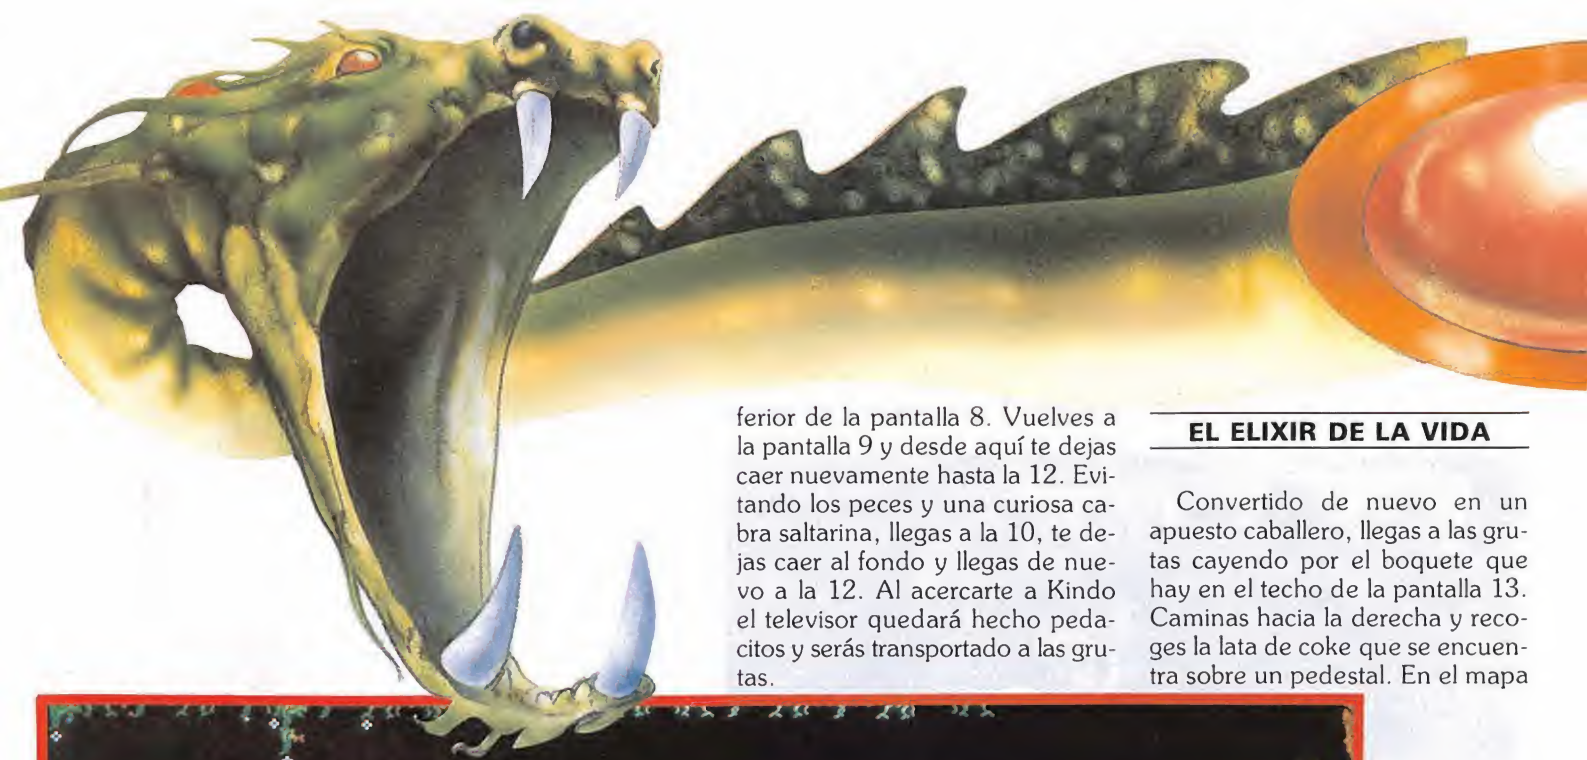 ferior de la pantalla 8. Vuelves a
la pantalla 9 y desde aquí te dejas
caer nuevamente hasta la 12. Evi-
tando los peces y una curiosa ca-
bra saltarina, llegas a la 10, te de-
jas caer al fondo y llegas de nue-
vo a la 12. Al acercarte a Kindo
el televisor quedará hecho peda-
citos y serás transportado a las gru-
tas.
EL ELIXIR DE LA VIDA
Convertido de nuevo en un
apuesto caballero, llegas a las gru-
tas cayendo por el boquete que
hay en el techo de la pantalla 13.
Caminas hacia la derecha y reco-
ges la lata de coke que se encuen-
tra sobre un pedestal. En el mapa